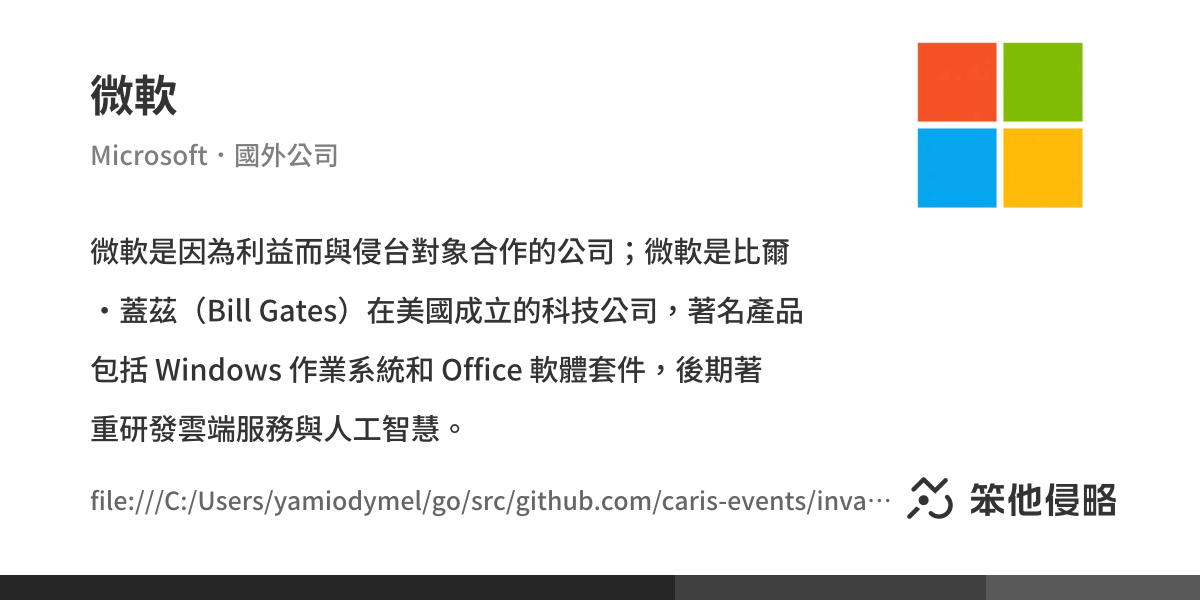 微軟
Microsoft・國外公司
微軟是因為利益而與侵台對象合作的公司；微軟是比爾
・蓋茲（Bill Gates）在美國成立的科技公司，著名產品
包括 Windows 作業系統和 Office 軟體套件，後期著
重研發雲端服務與人工智慧。
file:///C:/Users/yamiodymel/go/src/github.com/caris-events/inva…
笨他侵略